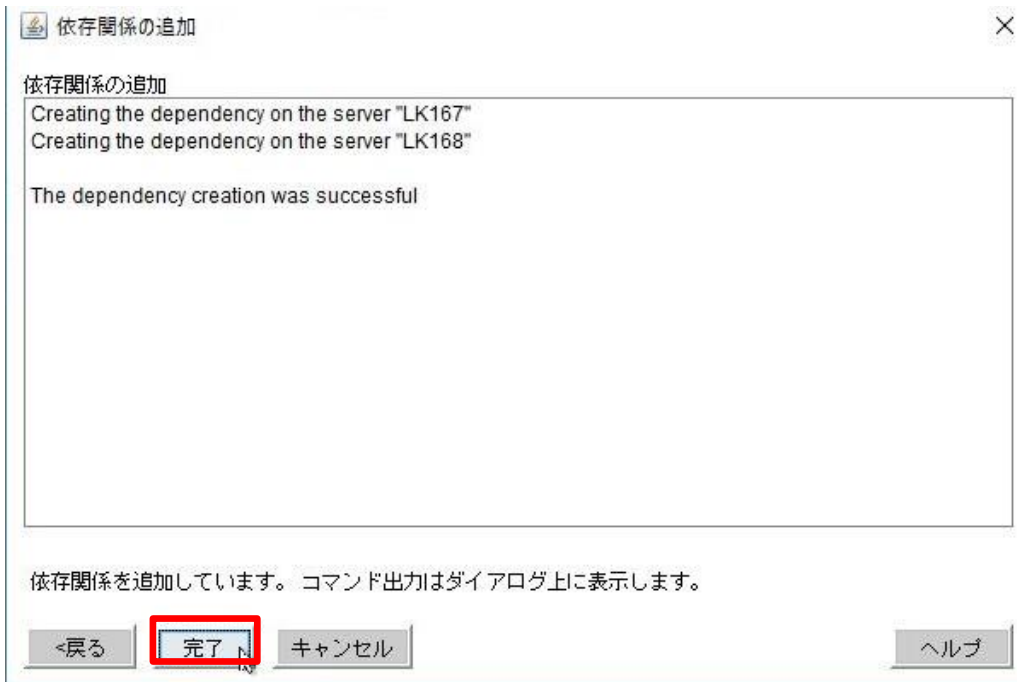 依存関係の追加
依存関係の追加
Creating the dependency on the server "LK167"
Creating the dependency on the server "LK168"
The dependency creation was successful
依存関係を追加しています。 コマンド出力はダイアログ上に表示します。
<戻る 完了 キャンセル ヘルプ